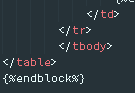 </td>
</tr>
</tbody>
</table>
{%endblock%}